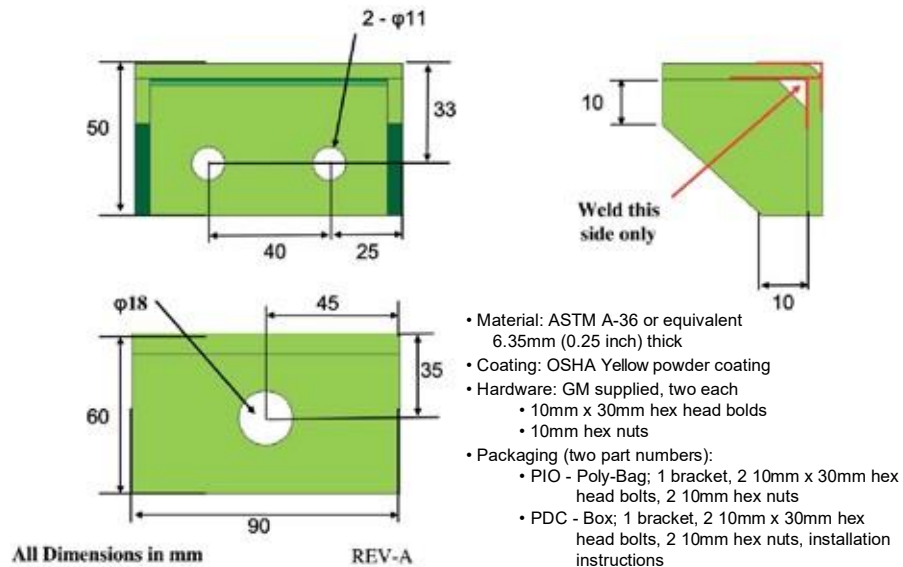 2 - φ11
50
33
40
25
10
Weld this
side only
10
φ18
45
35
60
90
All Dimensions in mm
REV-A
• Material: ASTM A-36 or equivalent
6.35mm (0.25 inch) thick
• Coating: OSHA Yellow powder coating
• Hardware: GM supplied, two each
• 10mm x 30mm hex head bolds
• 10mm hex nuts
• Packaging (two part numbers):
• PIO - Poly-Bag; 1 bracket, 2 10mm x 30mm hex
head bolts, 2 10mm hex nuts
• PDC - Box; 1 bracket, 2 10mm x 30mm hex
head bolts, 2 10mm hex nuts, installation
instructions